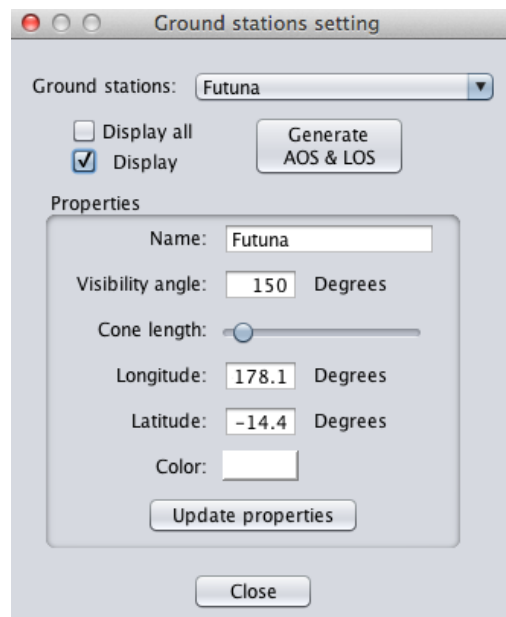 Ground stations setting
Ground stations: Futuna
Display all
Display
Generate
AOS & LOS
Properties
Name: Futuna
Visibility angle: 150 Degrees
Cone length:
Longitude: 178.1 Degrees
Latitude: -14.4 Degrees
Color:
Update properties
Close